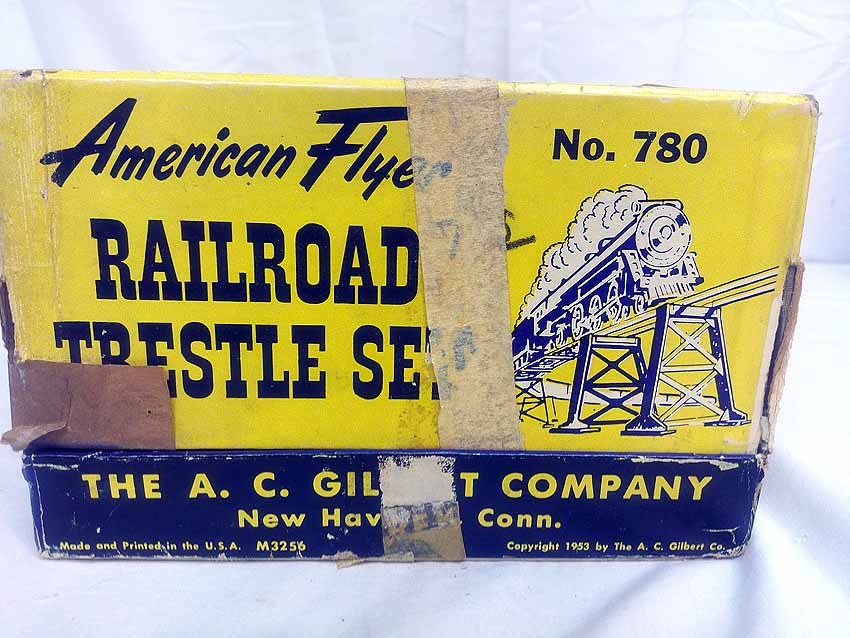 American Flye
No. 780
RAILROAD
TRESTLE SE
THE A. C. GIL T COMPANY
New Hav Conn.
Made and Printed in the U.S.A. M3256
Copyright 1953 by The A. C. Gilbert Co.